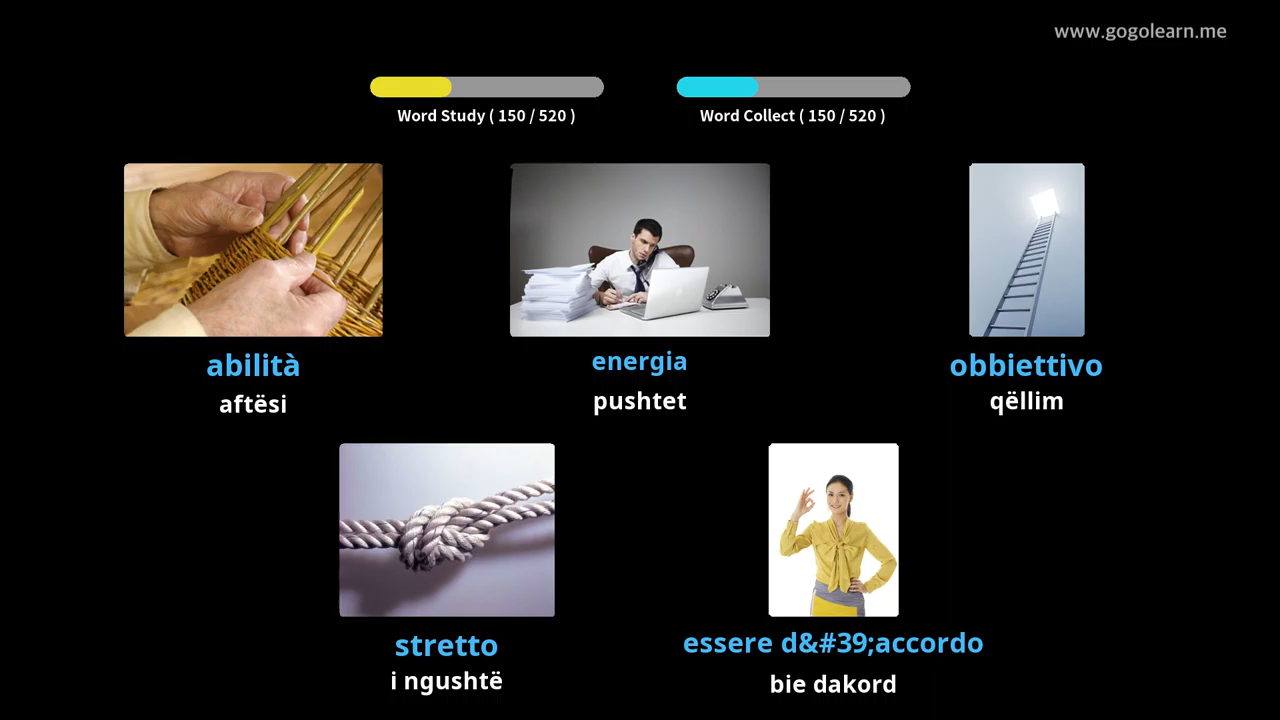 www.gogolearn.me
Word Study ( 150 / 520 )
Word Collect ( 150 / 520 )
abilità
aftësi
energia
pushtet
obbiettivo
qëllim
stretto
i ngushtë
essere d&#39;accordo
bie dakord